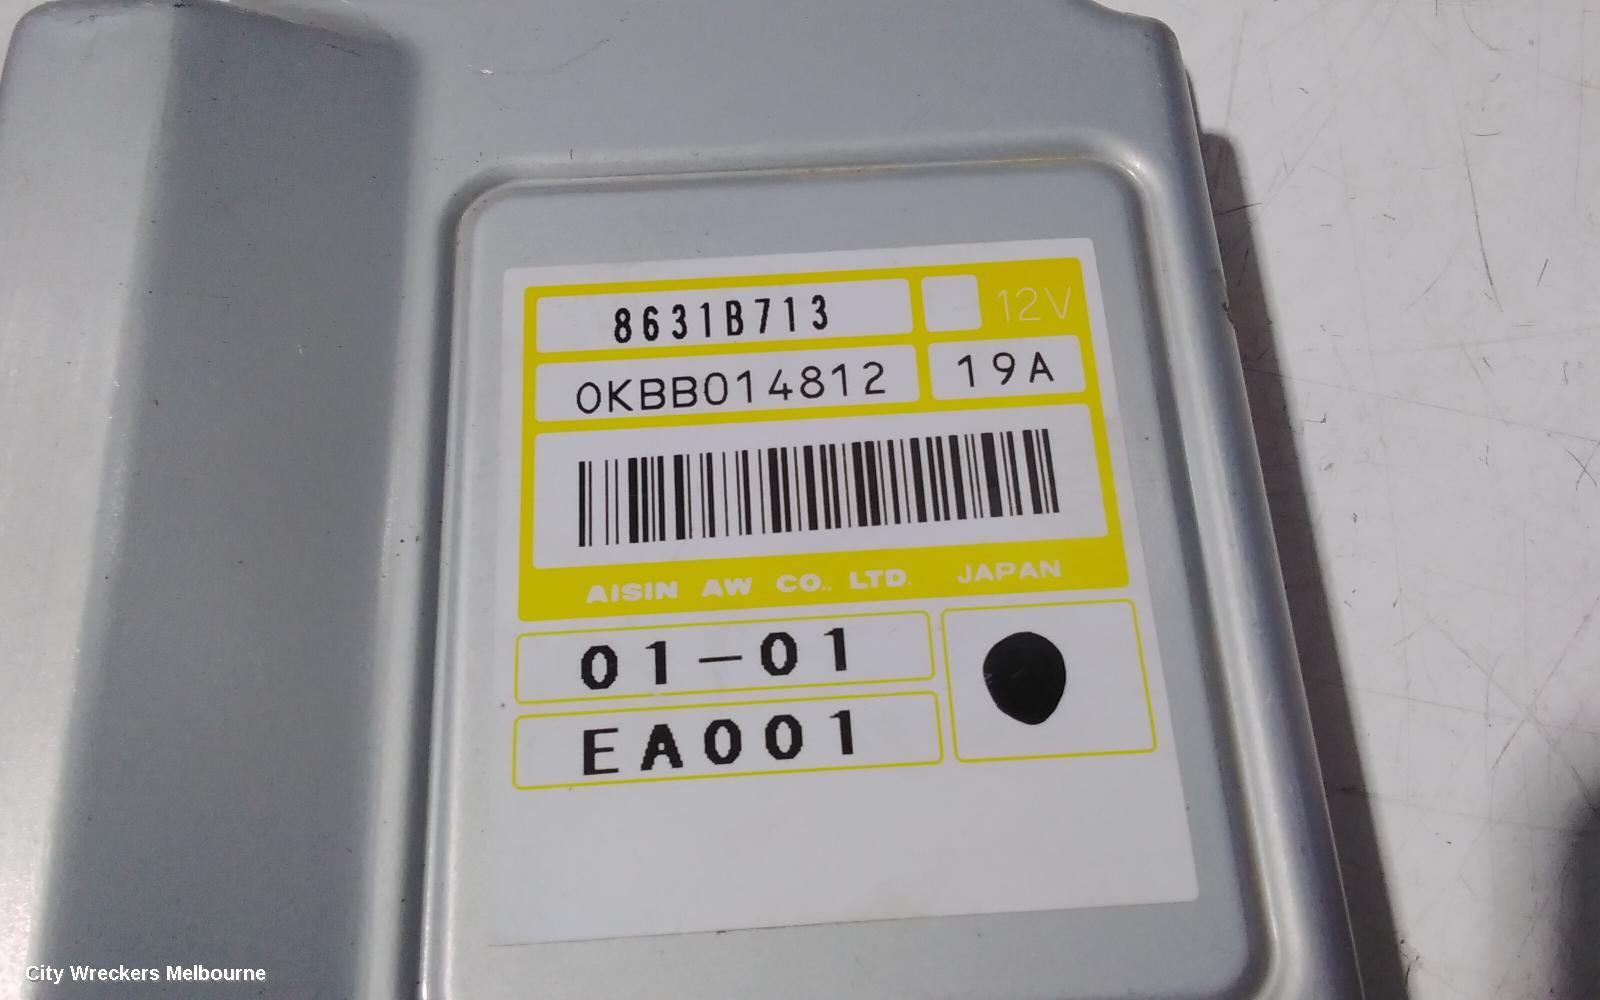 8631B713
12V
0KBB014812
19A
AISIN AW CO., LTD. JAPAN
01-01
EA001
City Wreckers Melbourne